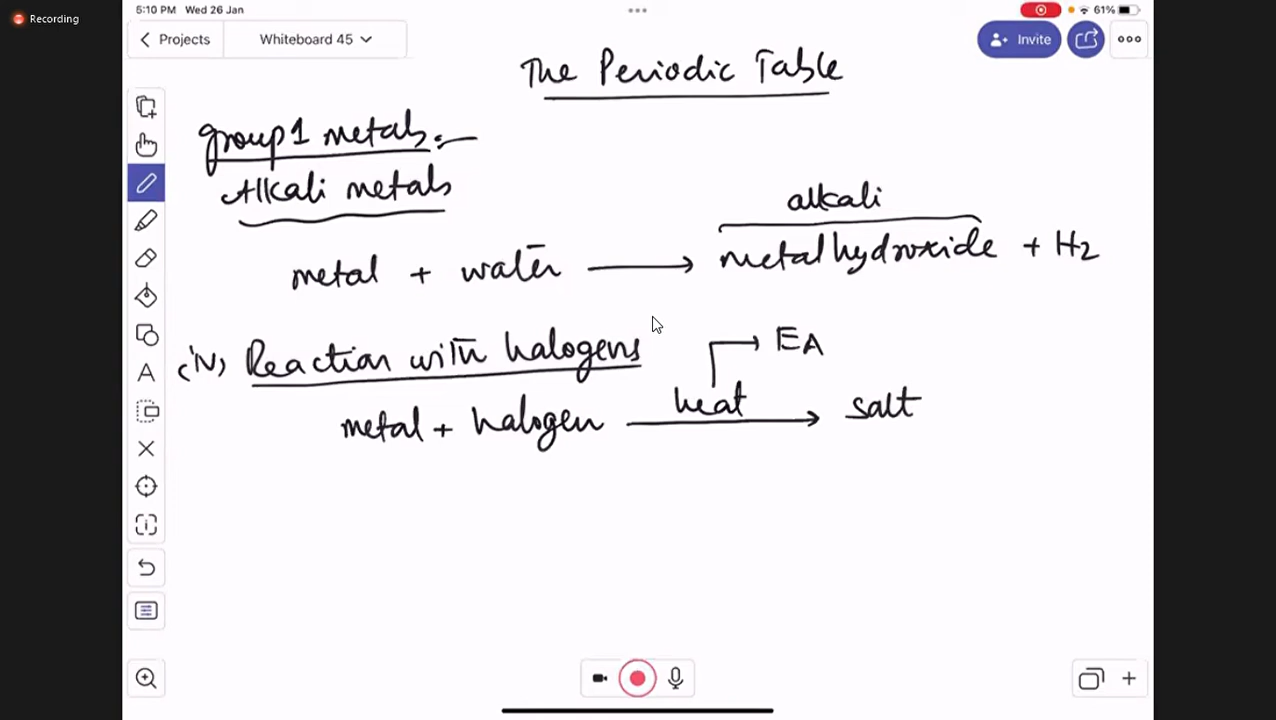 Recording
5:10 PM Wed 26 Jan
61%
Projects
Whiteboard 45
Invite
The Periodic Table
group 1 metals:—
Alkali metals
alkali
metal + water → metal hydroxide + H2
(iv) Reaction with halogens
EA
heat
metal + halogen → salt
A